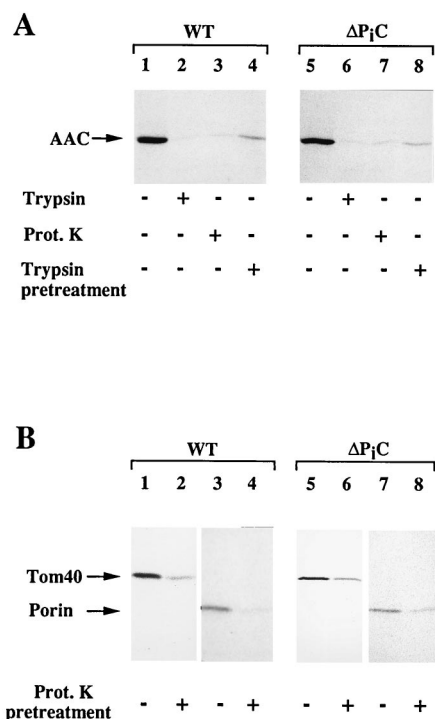 A
WT ΔPiC
1 2 3 4 5 6 7 8
AAC
Trypsin - + - - - + - -
Prot. K - - + - - - + -
Trypsin pretreatment - - - + - - - +
B
WT ΔPiC
1 2 3 4 5 6 7 8
Tom40
Porin
Prot. K pretreatment - + - + - + - +